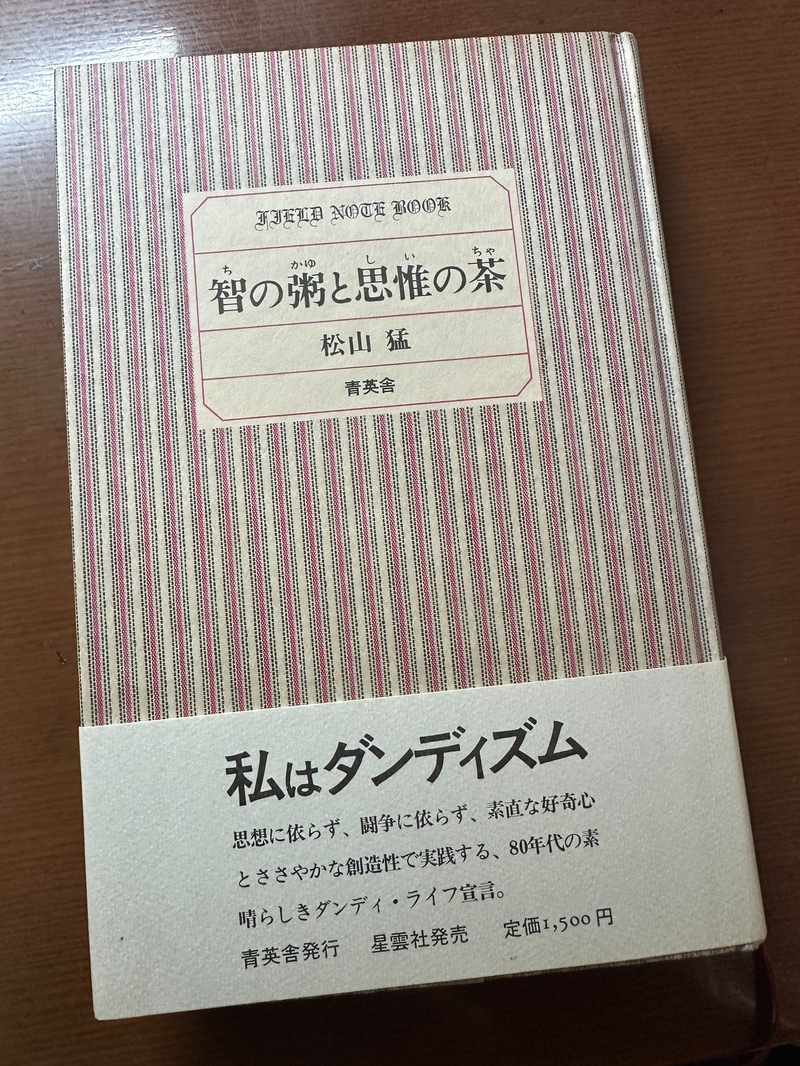 FIELD NOTE BOOK
智の粥と思惟の茶
ち かゆ しい ちゃ
松山 猛
青英舎
私はダンディズム
思想に依らず、闘争に依らず、素直な好奇心
とささやかな創造性で実践する、80年代の素
晴らしきダンディ・ライフ宣言。
青英舎発行 星雲社発売 定価1,500円